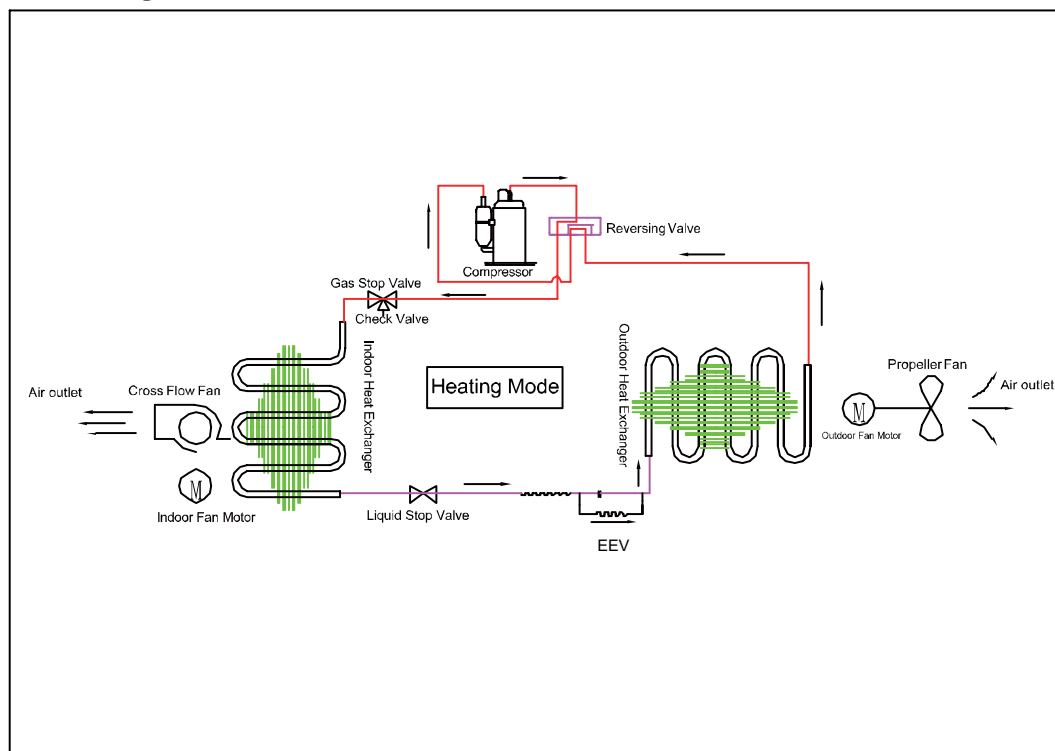 Reversing Valve
Compressor
Gas Stop Valve
Check Valve
Indoor Heat Exchanger
Outdoor Heat Exchanger
Heating Mode
Air outlet
Cross Flow Fan
M
Indoor Fan Motor
Liquid Stop Valve
EEV
Propeller Fan
Air outlet
M
Outdoor Fan Motor